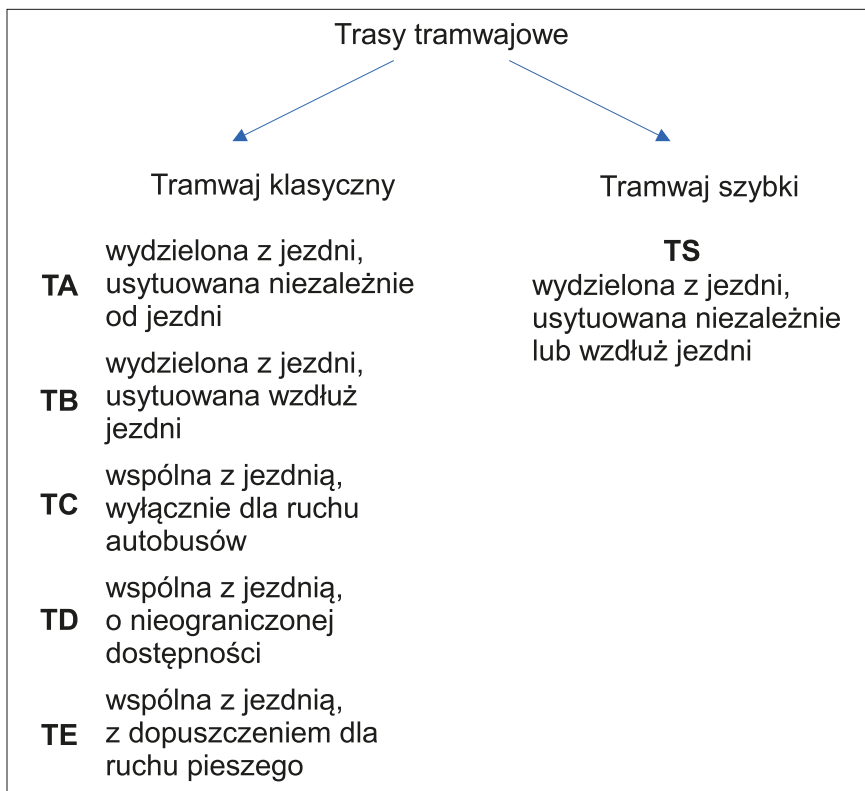 Trasy tramwajowe
Tramwaj klasyczny
TA
wydzielona z jezdni,
usytuowana niezależnie
od jezdni
TB
wydzielona z jezdni,
usytuowana wzdłuż
jezdni
TC
wspólna z jezdnią,
wyłącznie dla ruchu
autobusów
TD
wspólna z jezdnią,
o nieograniczonej
dostępności
TE
wspólna z jezdnią,
z dopuszczeniem dla
ruchu pieszego
Tramwaj szybki
TS
wydzielona z jezdni,
usytuowana niezależnie
lub wzdłuż jezdni